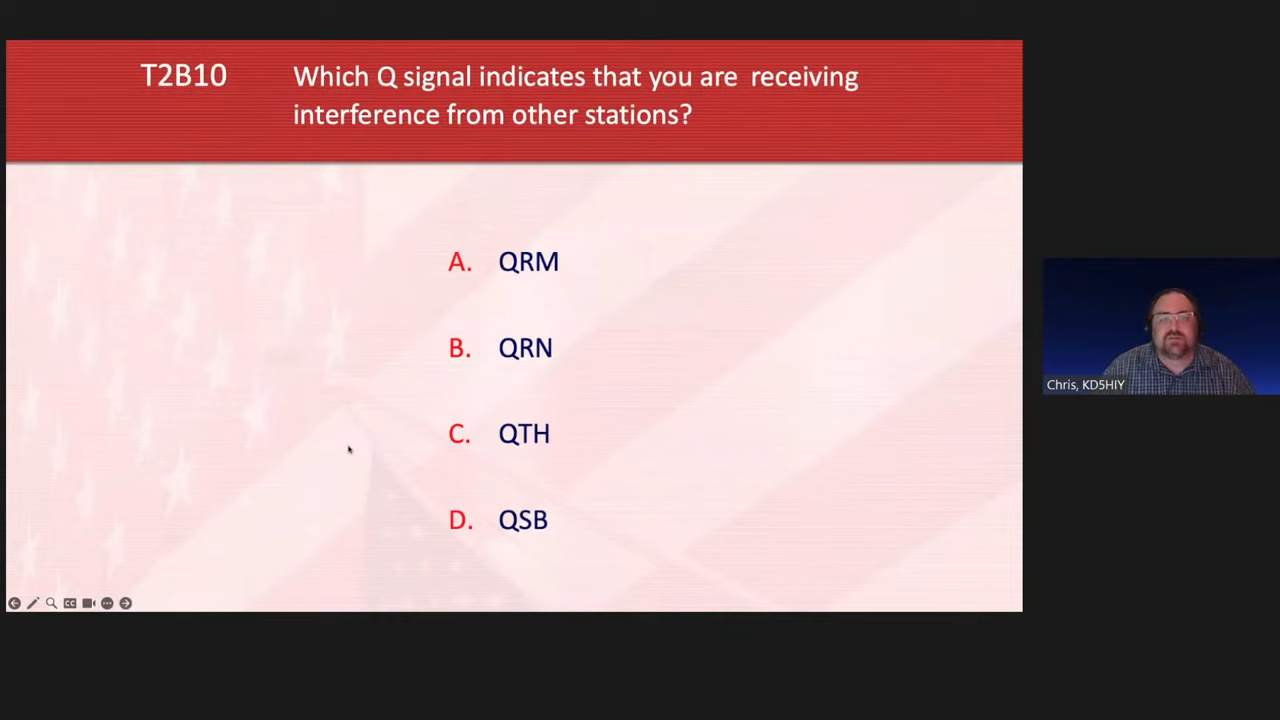 T2B10
Which Q signal indicates that you are receiving
interference from other stations?
A. QRM
B. QRN
C. QTH
D. QSB
Chris, KD5HIY